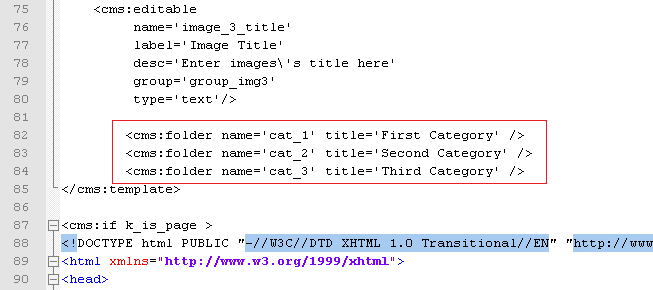 75 <cms:editable
76 name='image_3_title'
77 label='Image Title'
78 desc='Enter images\'s title here'
79 group='group_img3'
80 type='text'/>
81
82 <cms:folder name='cat_1' title='First Category' />
83 <cms:folder name='cat_2' title='Second Category' />
84 <cms:folder name='cat_3' title='Third Category' />
85 </cms:template>
86
87 <cms:if k_is_page >
88 <!DOCTYPE html PUBLIC "-//W3C//DTD XHTML 1.0 Transitional//EN" "http://www
89 <html xmlns="http://www.w3.org/1999/xhtml">
90 <head>